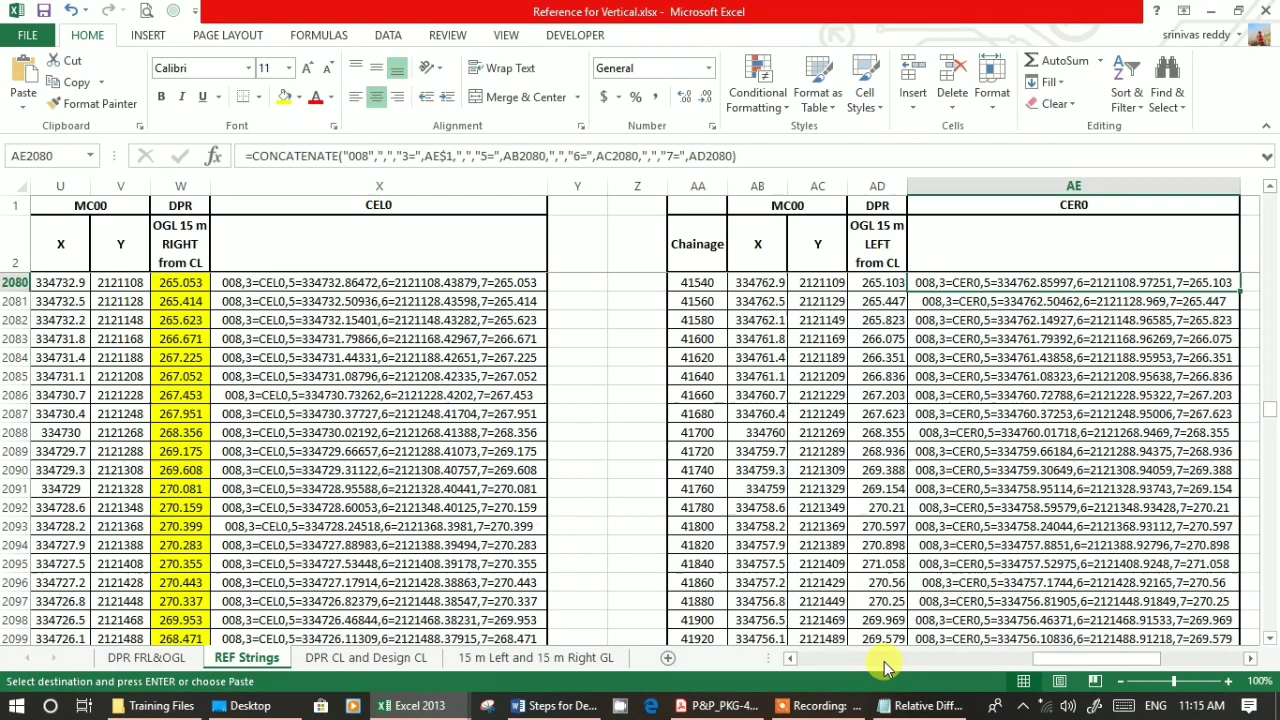 Reference for Vertical.xlsx - Microsoft Excel
FILE HOME INSERT PAGE LAYOUT FORMULAS DATA REVIEW VIEW DEVELOPER srinivas reddy
Cut Calibri 11 Wrap Text General AutoSum
Copy Fill
Paste Format Painter Merge & Center $ % , Conditional Formatting Format as Table Cell Styles Insert Delete Format Clear Sort & Filter Find & Select
Clipboard Font Alignment Number Styles Cells Editing
AE2080 =CONCATENATE("008",",","3=",AE$1,",","5=",AB2080,",","6=",AC2080,",","7=",AD2080)
U V W X Y Z AA AB AC AD AE
1 MC00 DPR CEL0 MC00 DPR CER0
2 X Y OGL 15 m RIGHT from CL Chainage X Y OGL 15 m LEFT from CL
2080 334732.9 2121108 265.053 008,3=CEL0,5=334732.86472,6=2121108.43879,7=265.053 41540 334762.9 2121109 265.103 008,3=CER0,5=334762.85997,6=2121108.97251,7=265.103
2081 334732.5 2121128 265.414 008,3=CEL0,5=334732.50936,6=2121128.43598,7=265.414 41560 334762.5 2121129 265.447 008,3=CER0,5=334762.50462,6=2121128.969,7=265.447
2082 334732.2 2121148 265.623 008,3=CEL0,5=334732.15401,6=2121148.43282,7=265.623 41580 334762.1 2121149 265.823 008,3=CER0,5=334762.14927,6=2121148.96585,7=265.823
2083 334731.8 2121168 266.671 008,3=CEL0,5=334731.79866,6=2121168.42967,7=266.671 41600 334761.8 2121169 266.075 008,3=CER0,5=334761.79392,6=2121168.96269,7=266.075
2084 334731.4 2121188 267.225 008,3=CEL0,5=334731.44331,6=2121188.42651,7=267.225 41620 334761.4 2121189 266.351 008,3=CER0,5=334761.43858,6=2121188.95953,7=266.351
2085 334731.1 2121208 267.052 008,3=CEL0,5=334731.08796,6=2121208.42335,7=267.052 41640 334761.1 2121209 266.836 008,3=CER0,5=334761.08323,6=2121208.95638,7=266.836
2086 334730.7 2121228 267.453 008,3=CEL0,5=334730.73262,6=2121228.4202,7=267.453 41660 334760.7 2121229 267.203 008,3=CER0,5=334760.72788,6=2121228.95322,7=267.203
2087 334730.4 2121248 267.951 008,3=CEL0,5=334730.37727,6=2121248.41704,7=267.951 41680 334760.4 2121249 267.623 008,3=CER0,5=334760.37253,6=2121248.95006,7=267.623
2088 334730 2121268 268.356 008,3=CEL0,5=334730.02192,6=2121268.41388,7=268.356 41700 334760 2121269 268.355 008,3=CER0,5=334760.01718,6=2121268.9469,7=268.355
2089 334729.7 2121288 269.175 008,3=CEL0,5=334729.66657,6=2121288.41073,7=269.175 41720 334759.7 2121289 268.936 008,3=CER0,5=334759.66184,6=2121288.94375,7=268.936
2090 334729.3 2121308 269.608 008,3=CEL0,5=334729.31122,6=2121308.40757,7=269.608 41740 334759.3 2121309 269.388 008,3=CER0,5=334759.30649,6=2121308.94059,7=269.388
2091 334729 2121328 270.081 008,3=CEL0,5=334728.95588,6=2121328.40441,7=270.081 41760 334759 2121329 269.154 008,3=CER0,5=334758.95114,6=2121328.93743,7=269.154
2092 334728.6 2121348 270.159 008,3=CEL0,5=334728.60053,6=2121348.40125,7=270.159 41780 334758.6 2121349 270.21 008,3=CER0,5=334758.59579,6=2121348.93428,7=270.21
2093 334728.2 2121368 270.399 008,3=CEL0,5=334728.24518,6=2121368.3981,7=270.399 41800 334758.2 2121369 270.597 008,3=CER0,5=334758.24044,6=2121368.93112,7=270.597
2094 334727.9 2121388 270.283 008,3=CEL0,5=334727.88983,6=2121388.39494,7=270.283 41820 334757.9 2121389 270.898 008,3=CER0,5=334757.8851,6=2121388.92796,7=270.898
2095 334727.5 2121408 270.355 008,3=CEL0,5=334727.53448,6=2121408.39178,7=270.355 41840 334757.5 2121409 271.058 008,3=CER0,5=334757.52975,6=2121408.9248,7=271.058
2096 334727.2 2121428 270.443 008,3=CEL0,5=334727.17914,6=2121428.38863,7=270.443 41860 334757.2 2121429 270.56 008,3=CER0,5=334757.1744,6=2121428.92165,7=270.56
2097 334726.8 2121448 270.337 008,3=CEL0,5=334726.82379,6=2121448.38547,7=270.337 41880 334756.8 2121449 270.25 008,3=CER0,5=334756.81905,6=2121448.91849,7=270.25
2098 334726.5 2121468 269.953 008,3=CEL0,5=334726.46844,6=2121468.38231,7=269.953 41900 334756.5 2121469 269.969 008,3=CER0,5=334756.46371,6=2121468.91533,7=269.969
2099 334726.1 2121488 268.471 008,3=CEL0,5=334726.11309,6=2121488.37915,7=268.471 41920 334756.1 2121489 269.579 008,3=CER0,5=334756.10836,6=2121488.91218,7=269.579
DPR FRL&OGL REF Strings DPR CL and Design CL 15 m Left and 15 m Right GL
Select destination and press ENTER or choose Paste 100%
Training Files Desktop Excel 2013 Steps for De... P&P_PKG-4... Recording: ... Relative Diff... ENG 11:15 AM